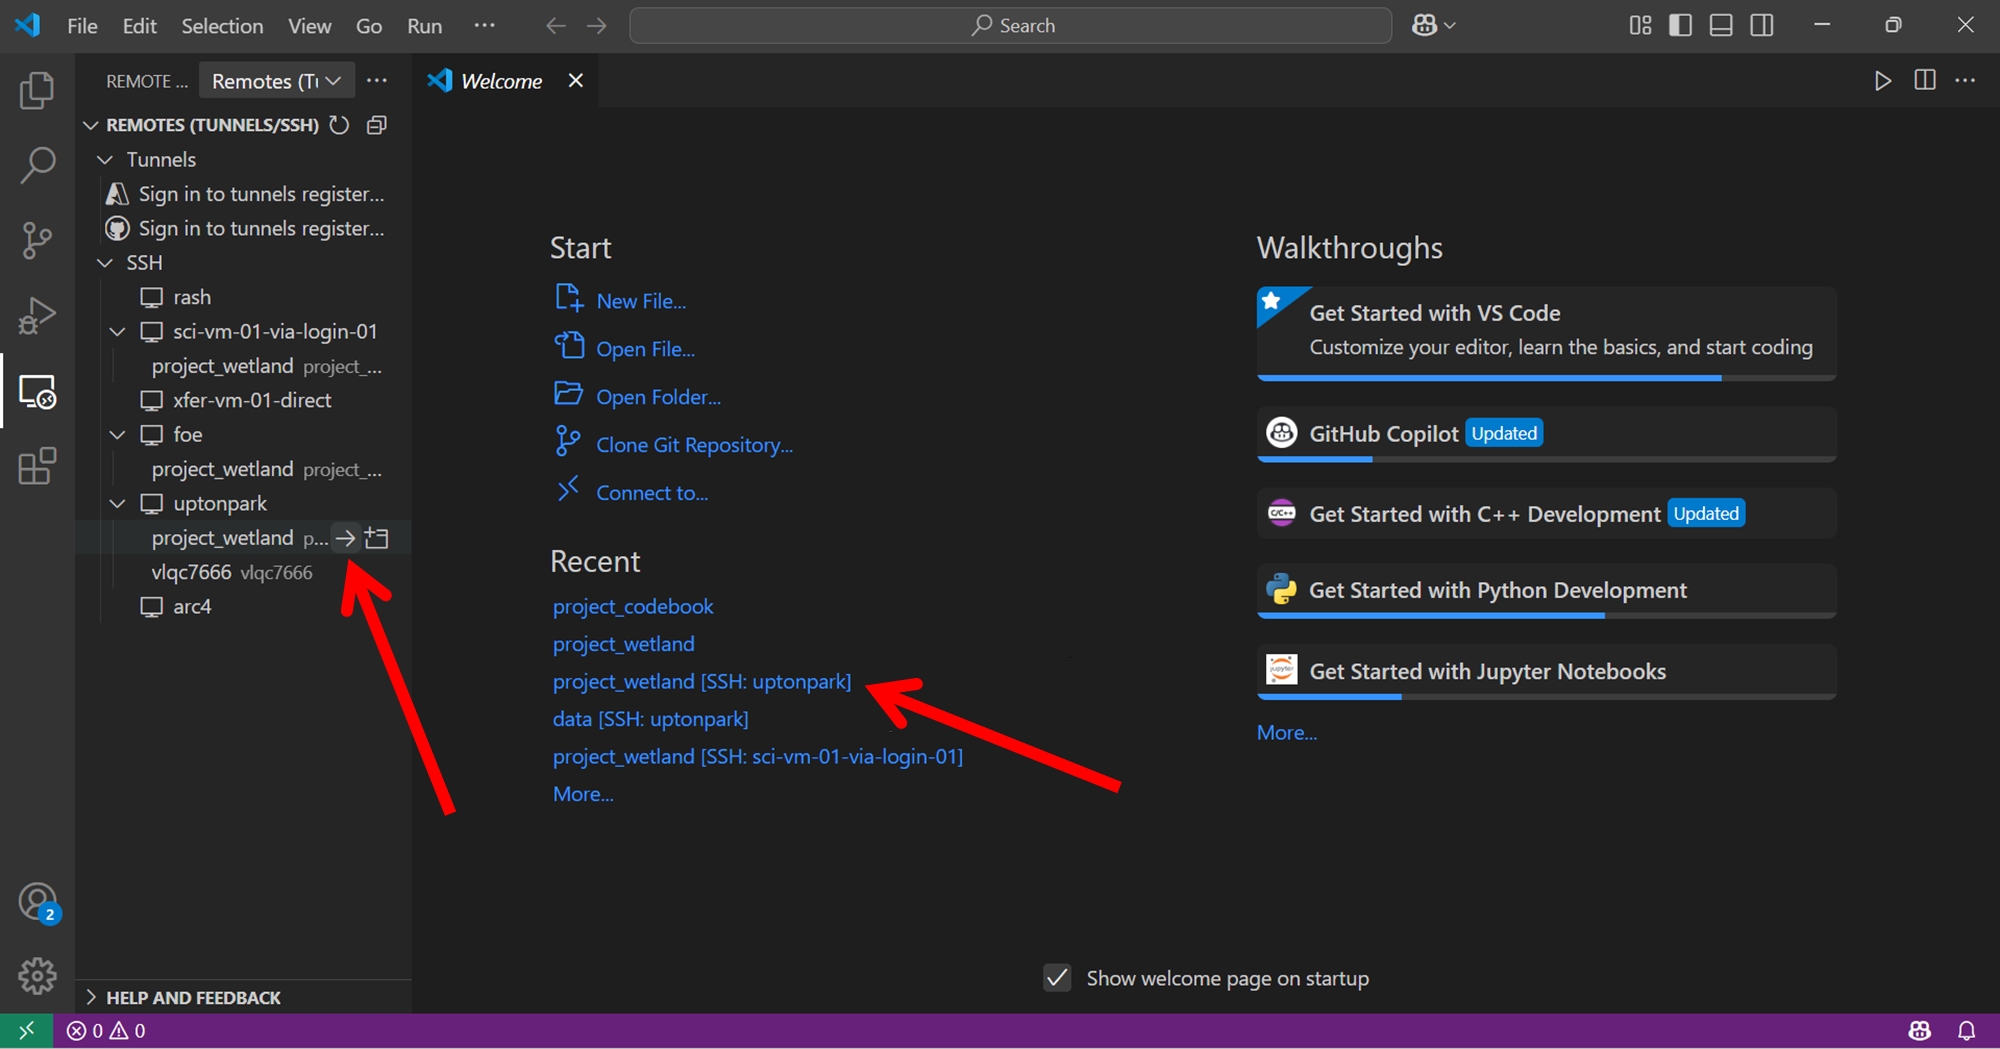 File Edit Selection View Go Run ...
Search
REMOTE ... Remotes (Tu ...
Welcome
REMOTES (TUNNELS/SSH)
Tunnels
Sign in to tunnels register...
Sign in to tunnels register...
SSH
rash
sci-vm-01-via-login-01
project_wetland project_...
xfer-vm-01-direct
foe
project_wetland project_...
uptonpark
project_wetland p...
vlqc7666 vlqc7666
arc4
HELP AND FEEDBACK
Start
New File...
Open File...
Open Folder...
Clone Git Repository...
Connect to...
Recent
project_codebook
project_wetland
project_wetland [SSH: uptonpark]
data [SSH: uptonpark]
project_wetland [SSH: sci-vm-01-via-login-01]
More...
Walkthroughs
Get Started with VS Code
Customize your editor, learn the basics, and start coding
GitHub Copilot Updated
C/C++ Get Started with C++ Development Updated
Get Started with Python Development
jupyter Get Started with Jupyter Notebooks
More...
Show welcome page on startup
2
0 0